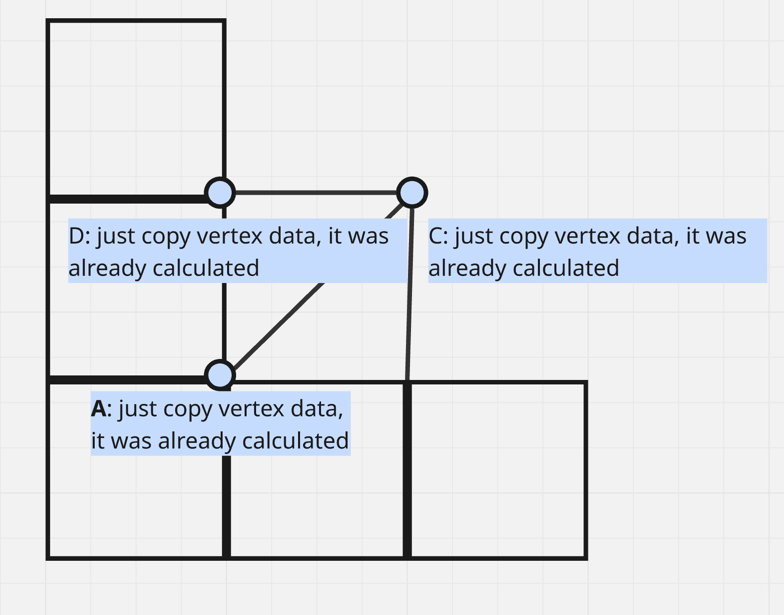 D: just copy vertex data, it was
already calculated
C: just copy vertex data, it was
already calculated
A: just copy vertex data,
it was already calculated